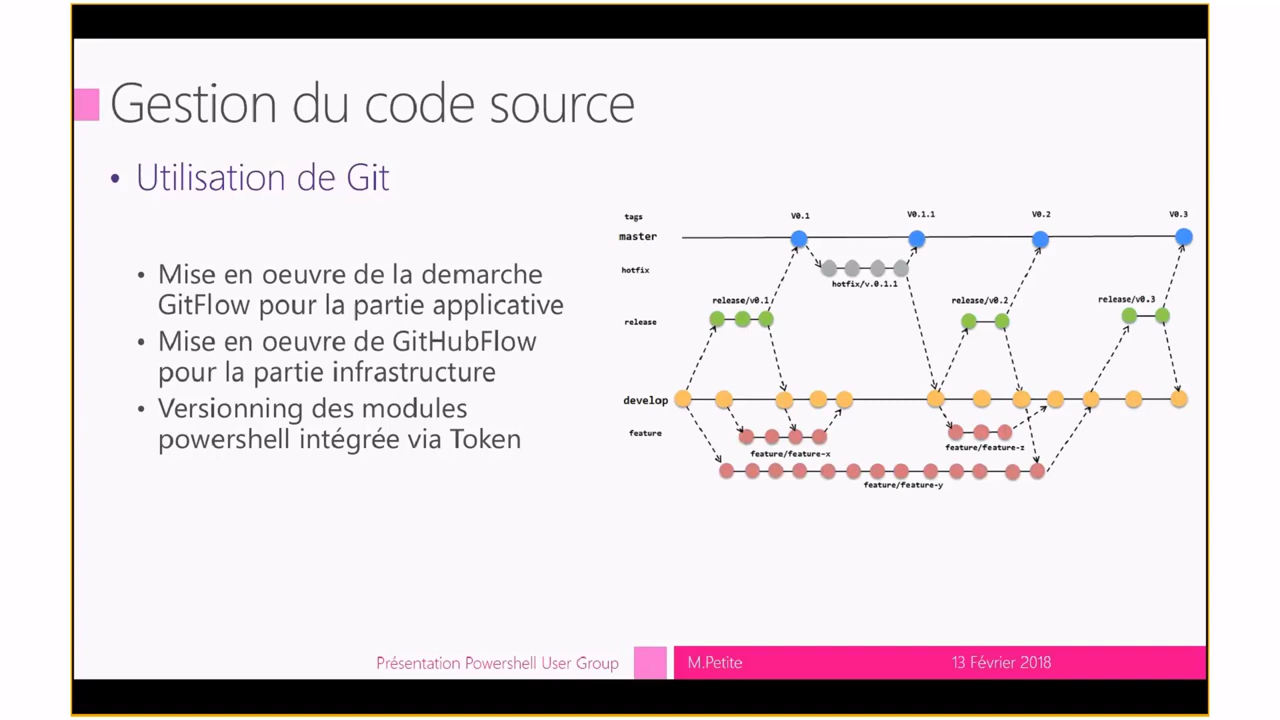 Gestion du code source
• Utilisation de Git
• Mise en oeuvre de la demarche
GitFlow pour la partie applicative
• Mise en oeuvre de GitHubFlow
pour la partie infrastructure
• Versionning des modules
powershell intégrée via Token
tags V0.1 V0.1.1 V0.2 V0.3
master
hotfix
hotfix/v.0.1.1
release/v0.1 release/v0.2 release/v0.3
release
develop
feature
feature/feature-x feature/feature-z
feature/feature-y
Présentation Powershell User Group M.Petite 13 Février 2018